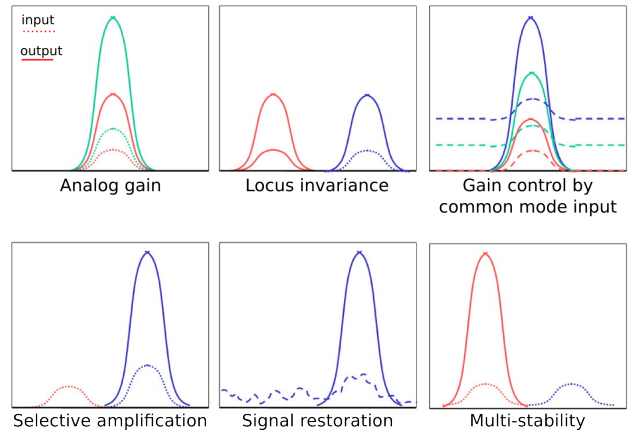 input
output
Analog gain
Locus invariance
Gain control by
common mode input
Selective amplification
Signal restoration
Multi-stability